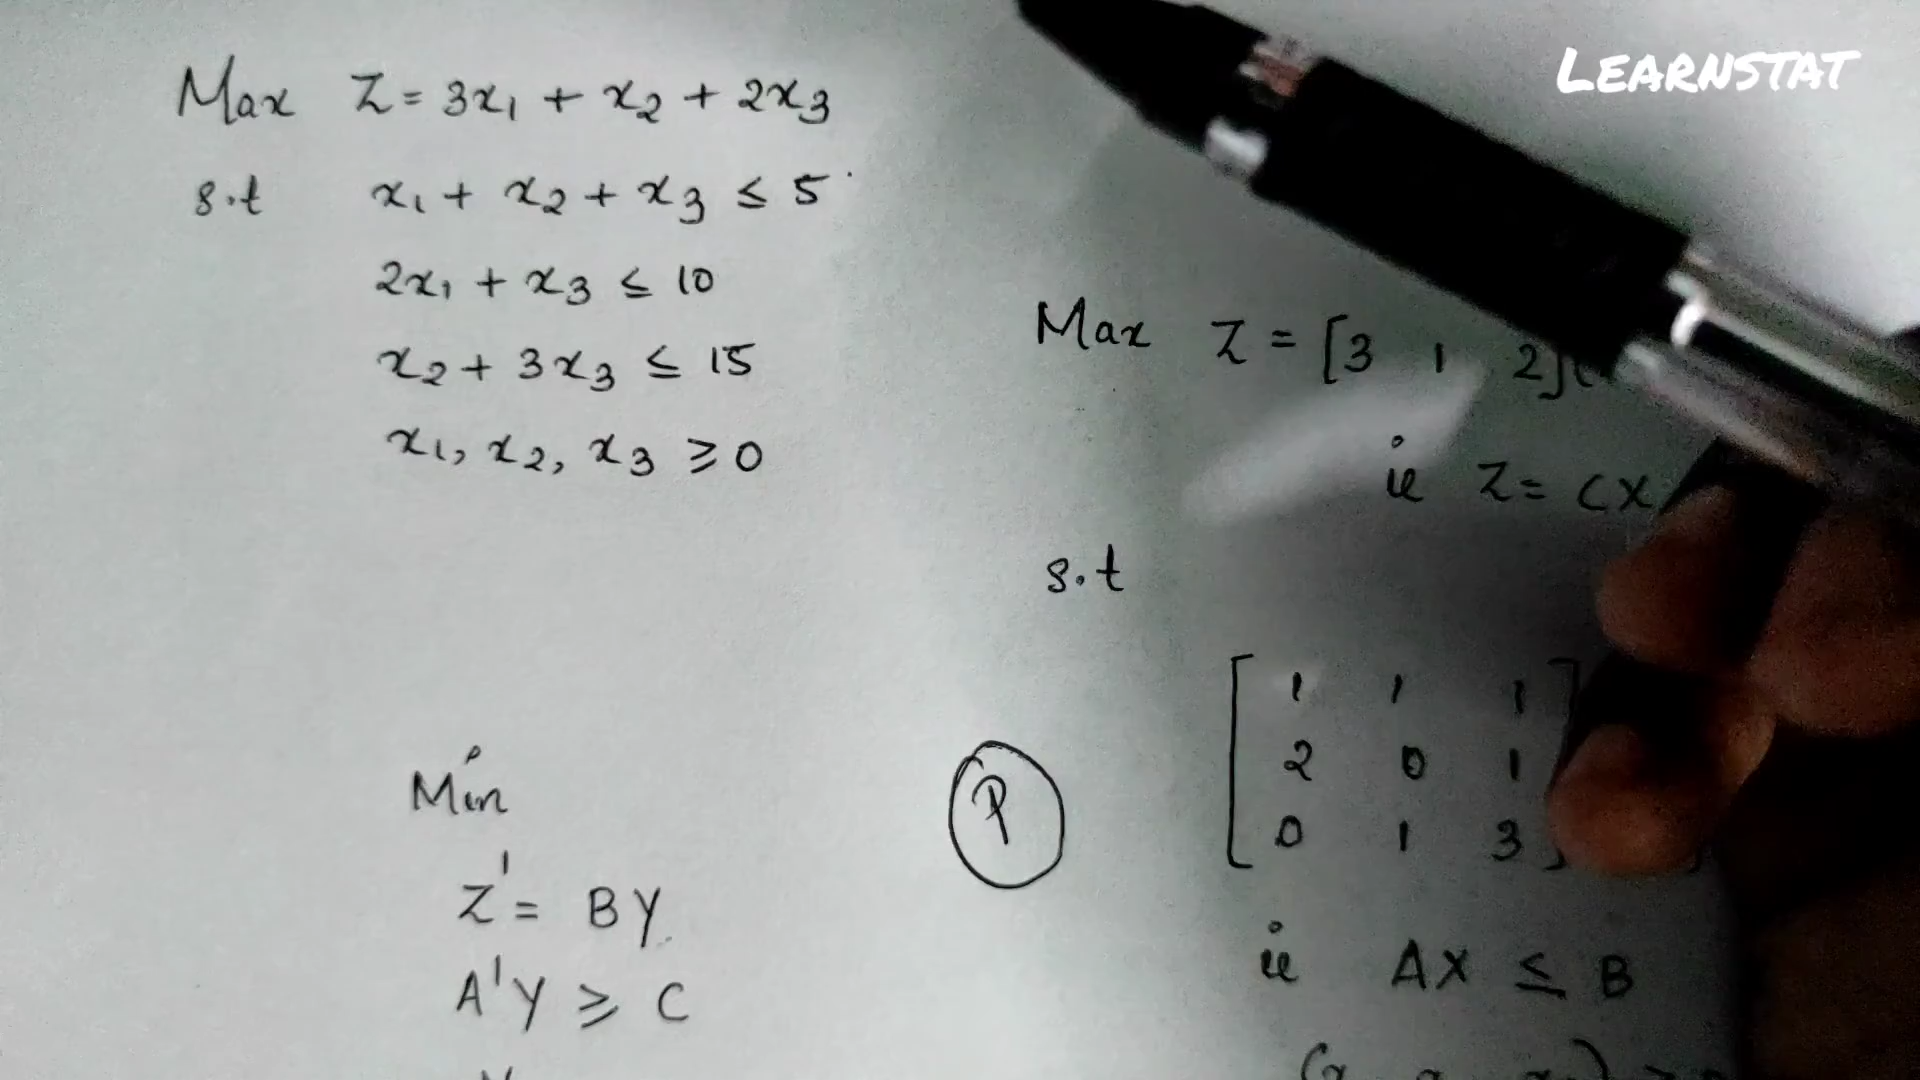 LEARNSTAT
Max Z = 3x₁ + x₂ + 2x₃
s.t x₁ + x₂ + x₃ ≤ 5
2x₁ + x₃ ≤ 10
x₂ + 3x₃ ≤ 15
x₁, x₂, x₃ ≥ 0
Min
Z' = BY
A'Y ≥ C
Max Z = [3 1 2]
ie Z = CX
s.t
P
1 1 1
2 0 1
0 1 3
ie AX ≤ B